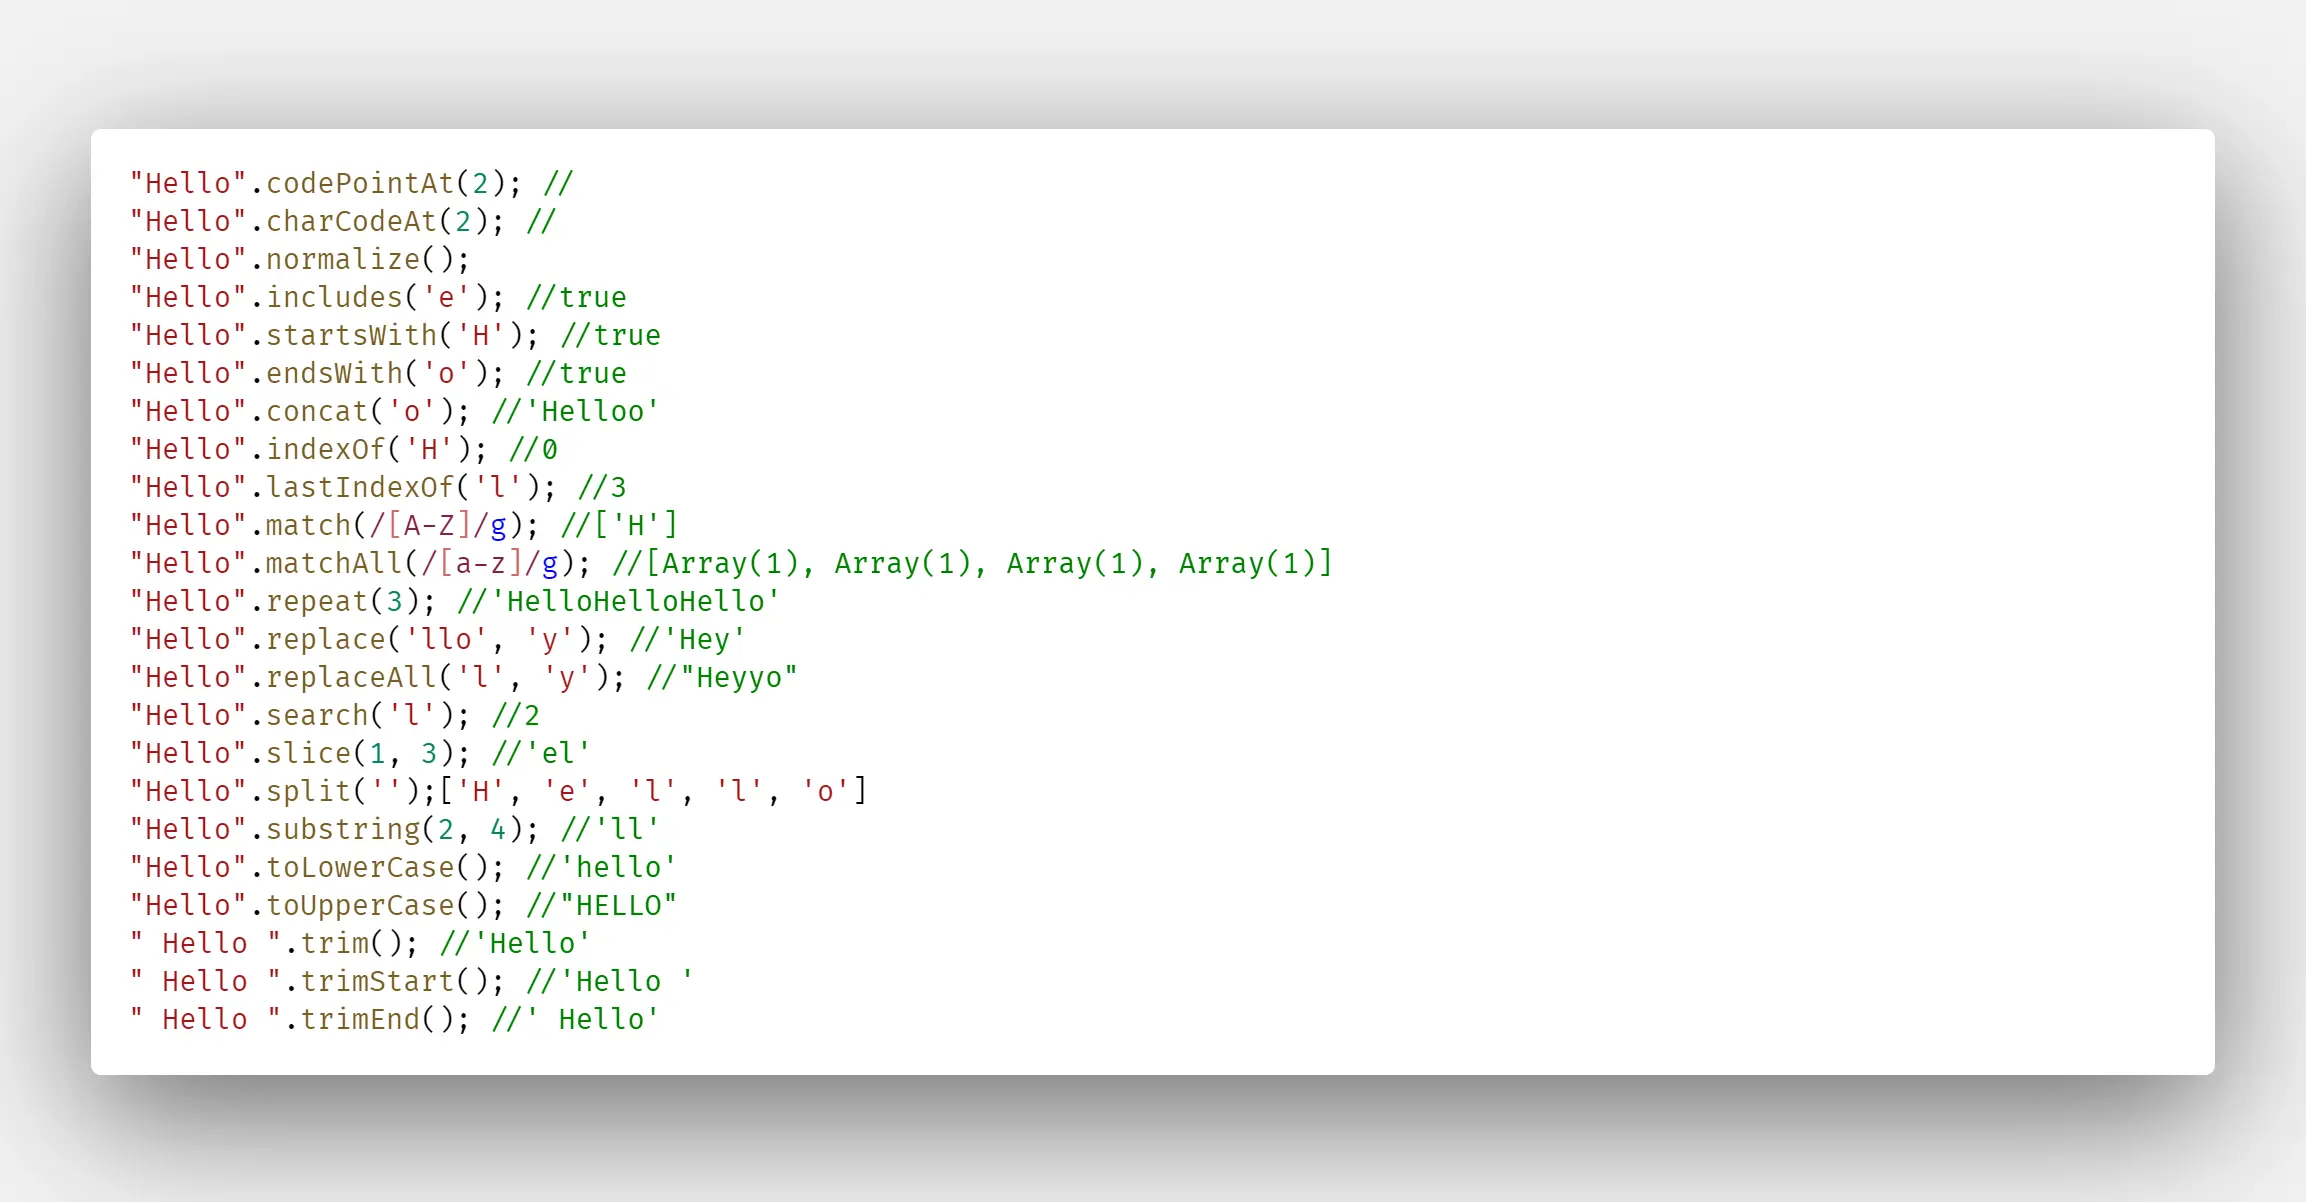 "Hello".codePointAt(2); //
"Hello".charCodeAt(2); //
"Hello".normalize();
"Hello".includes('e'); //true
"Hello".startsWith('H'); //true
"Hello".endsWith('o'); //true
"Hello".concat('o'); //'Helloo'
"Hello".indexOf('H'); //0
"Hello".lastIndexOf('l'); //3
"Hello".match(/[A-Z]/g); //['H']
"Hello".matchAll(/[a-z]/g); //[Array(1), Array(1), Array(1), Array(1)]
"Hello".repeat(3); //'HelloHelloHello'
"Hello".replace('llo', 'y'); //'Hey'
"Hello".replaceAll('l', 'y'); //"Heyyo"
"Hello".search('l'); //2
"Hello".slice(1, 3); //'el'
"Hello".split('');['H', 'e', 'l', 'l', 'o']
"Hello".substring(2, 4); //'ll'
"Hello".toLowerCase(); //'hello'
"Hello".toUpperCase(); //"HELLO"
" Hello ".trim(); //'Hello'
" Hello ".trimStart(); //'Hello '
" Hello ".trimEnd(); //' Hello'